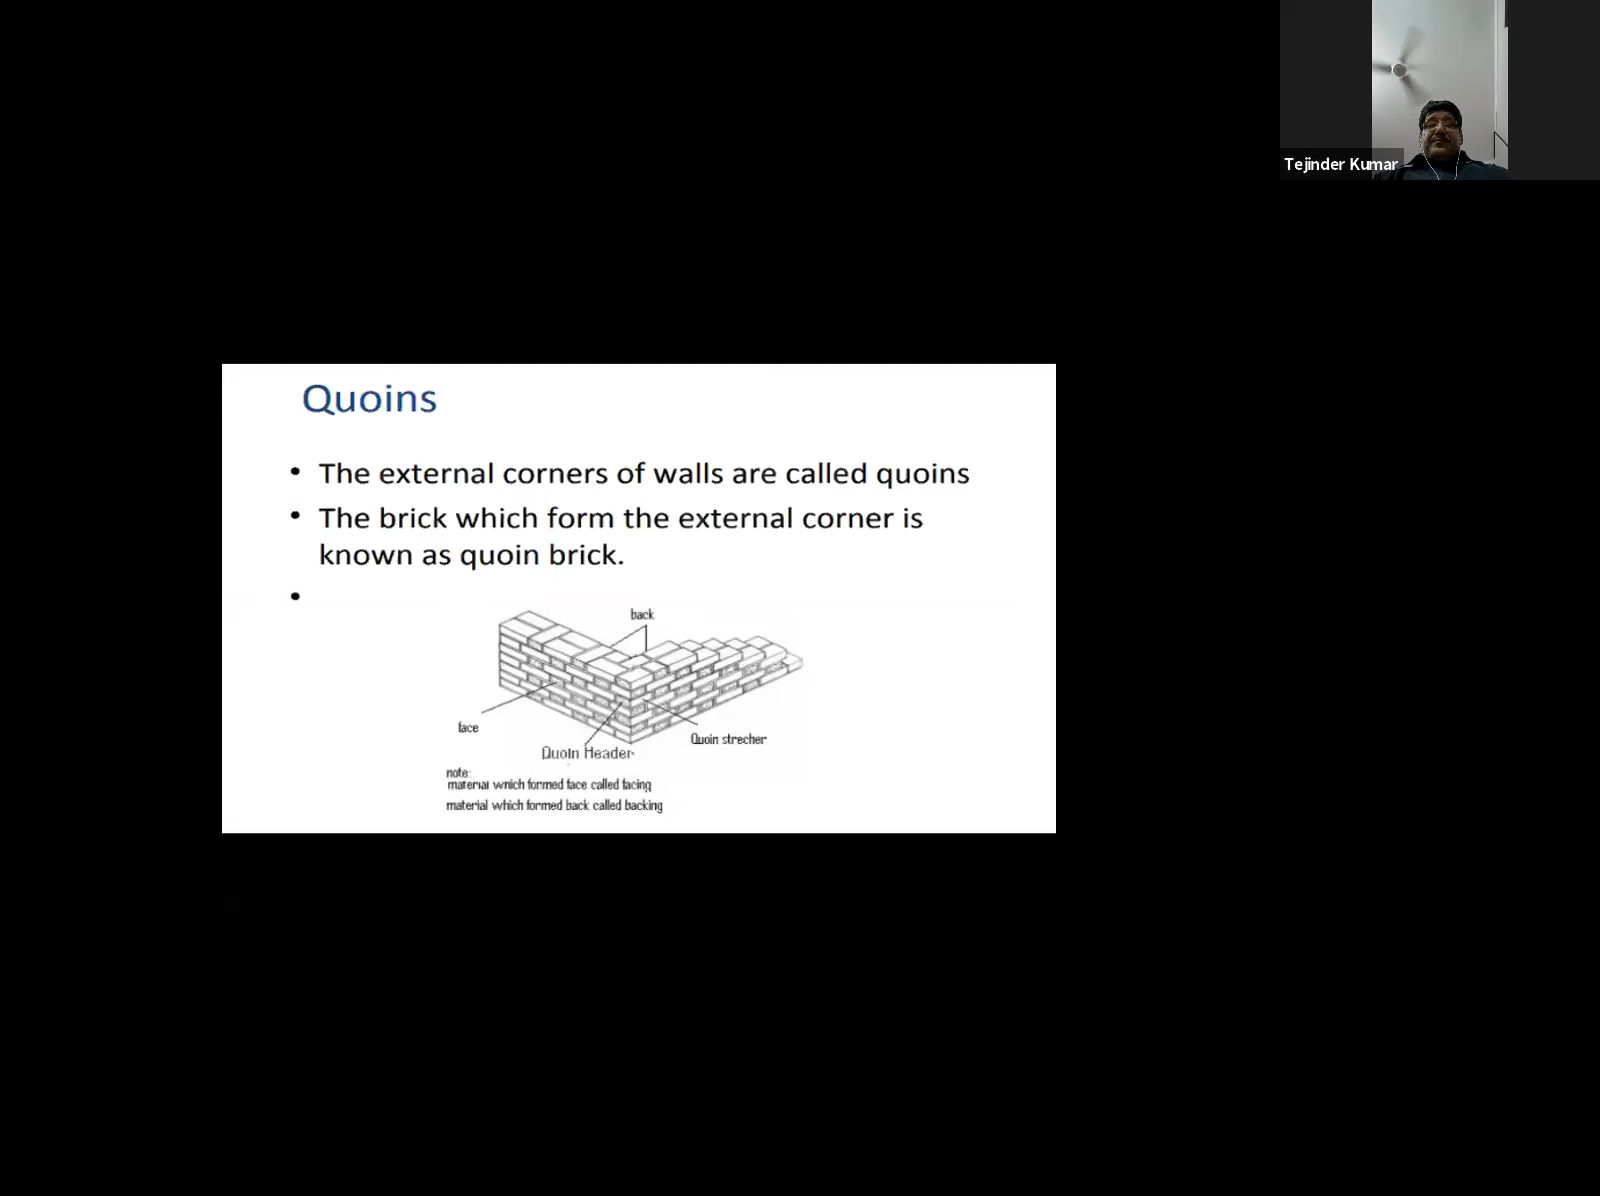 Tejinder Kumar
Quoins
• The external corners of walls are called quoins
• The brick which form the external corner is
known as quoin brick.
•
back
face
Quoin strecher
Quoin Header
note:
material which formed face called facing
material which formed back called backing